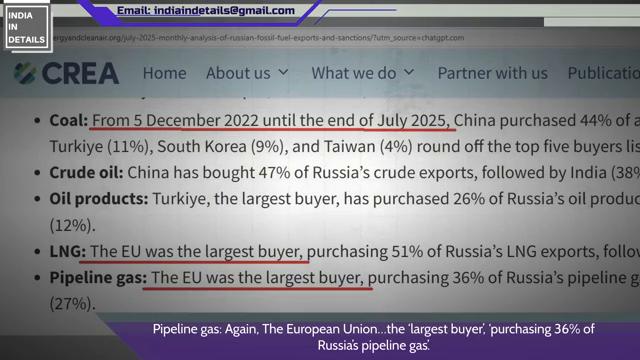 INDIA
IN
DETAILS
Email: indiaindetails@gmail.com
ergyandcleanair.org/july-2025-monthly-analysis-of-russian-fossil-fuel-exports-and-sanctions/?utm_source=chatgpt.com
CREA Home About us What we do Partner with us Publicatio
• Coal: From 5 December 2022 until the end of July 2025, China purchased 44% of a
Turkiye (11%), South Korea (9%), and Taiwan (4%) round off the top five buyers lis
• Crude oil: China has bought 47% of Russia's crude exports, followed by India (38%
• Oil products: Turkiye, the largest buyer, has purchased 26% of Russia's oil produc
(12%).
• LNG: The EU was the largest buyer, purchasing 51% of Russia's LNG exports, follow
• Pipeline gas: The EU was the largest buyer, purchasing 36% of Russia's pipeline g
(27%).
Pipeline gas: Again, The European Union...the 'largest buyer', 'purchasing 36% of
Russia's pipeline gas'.